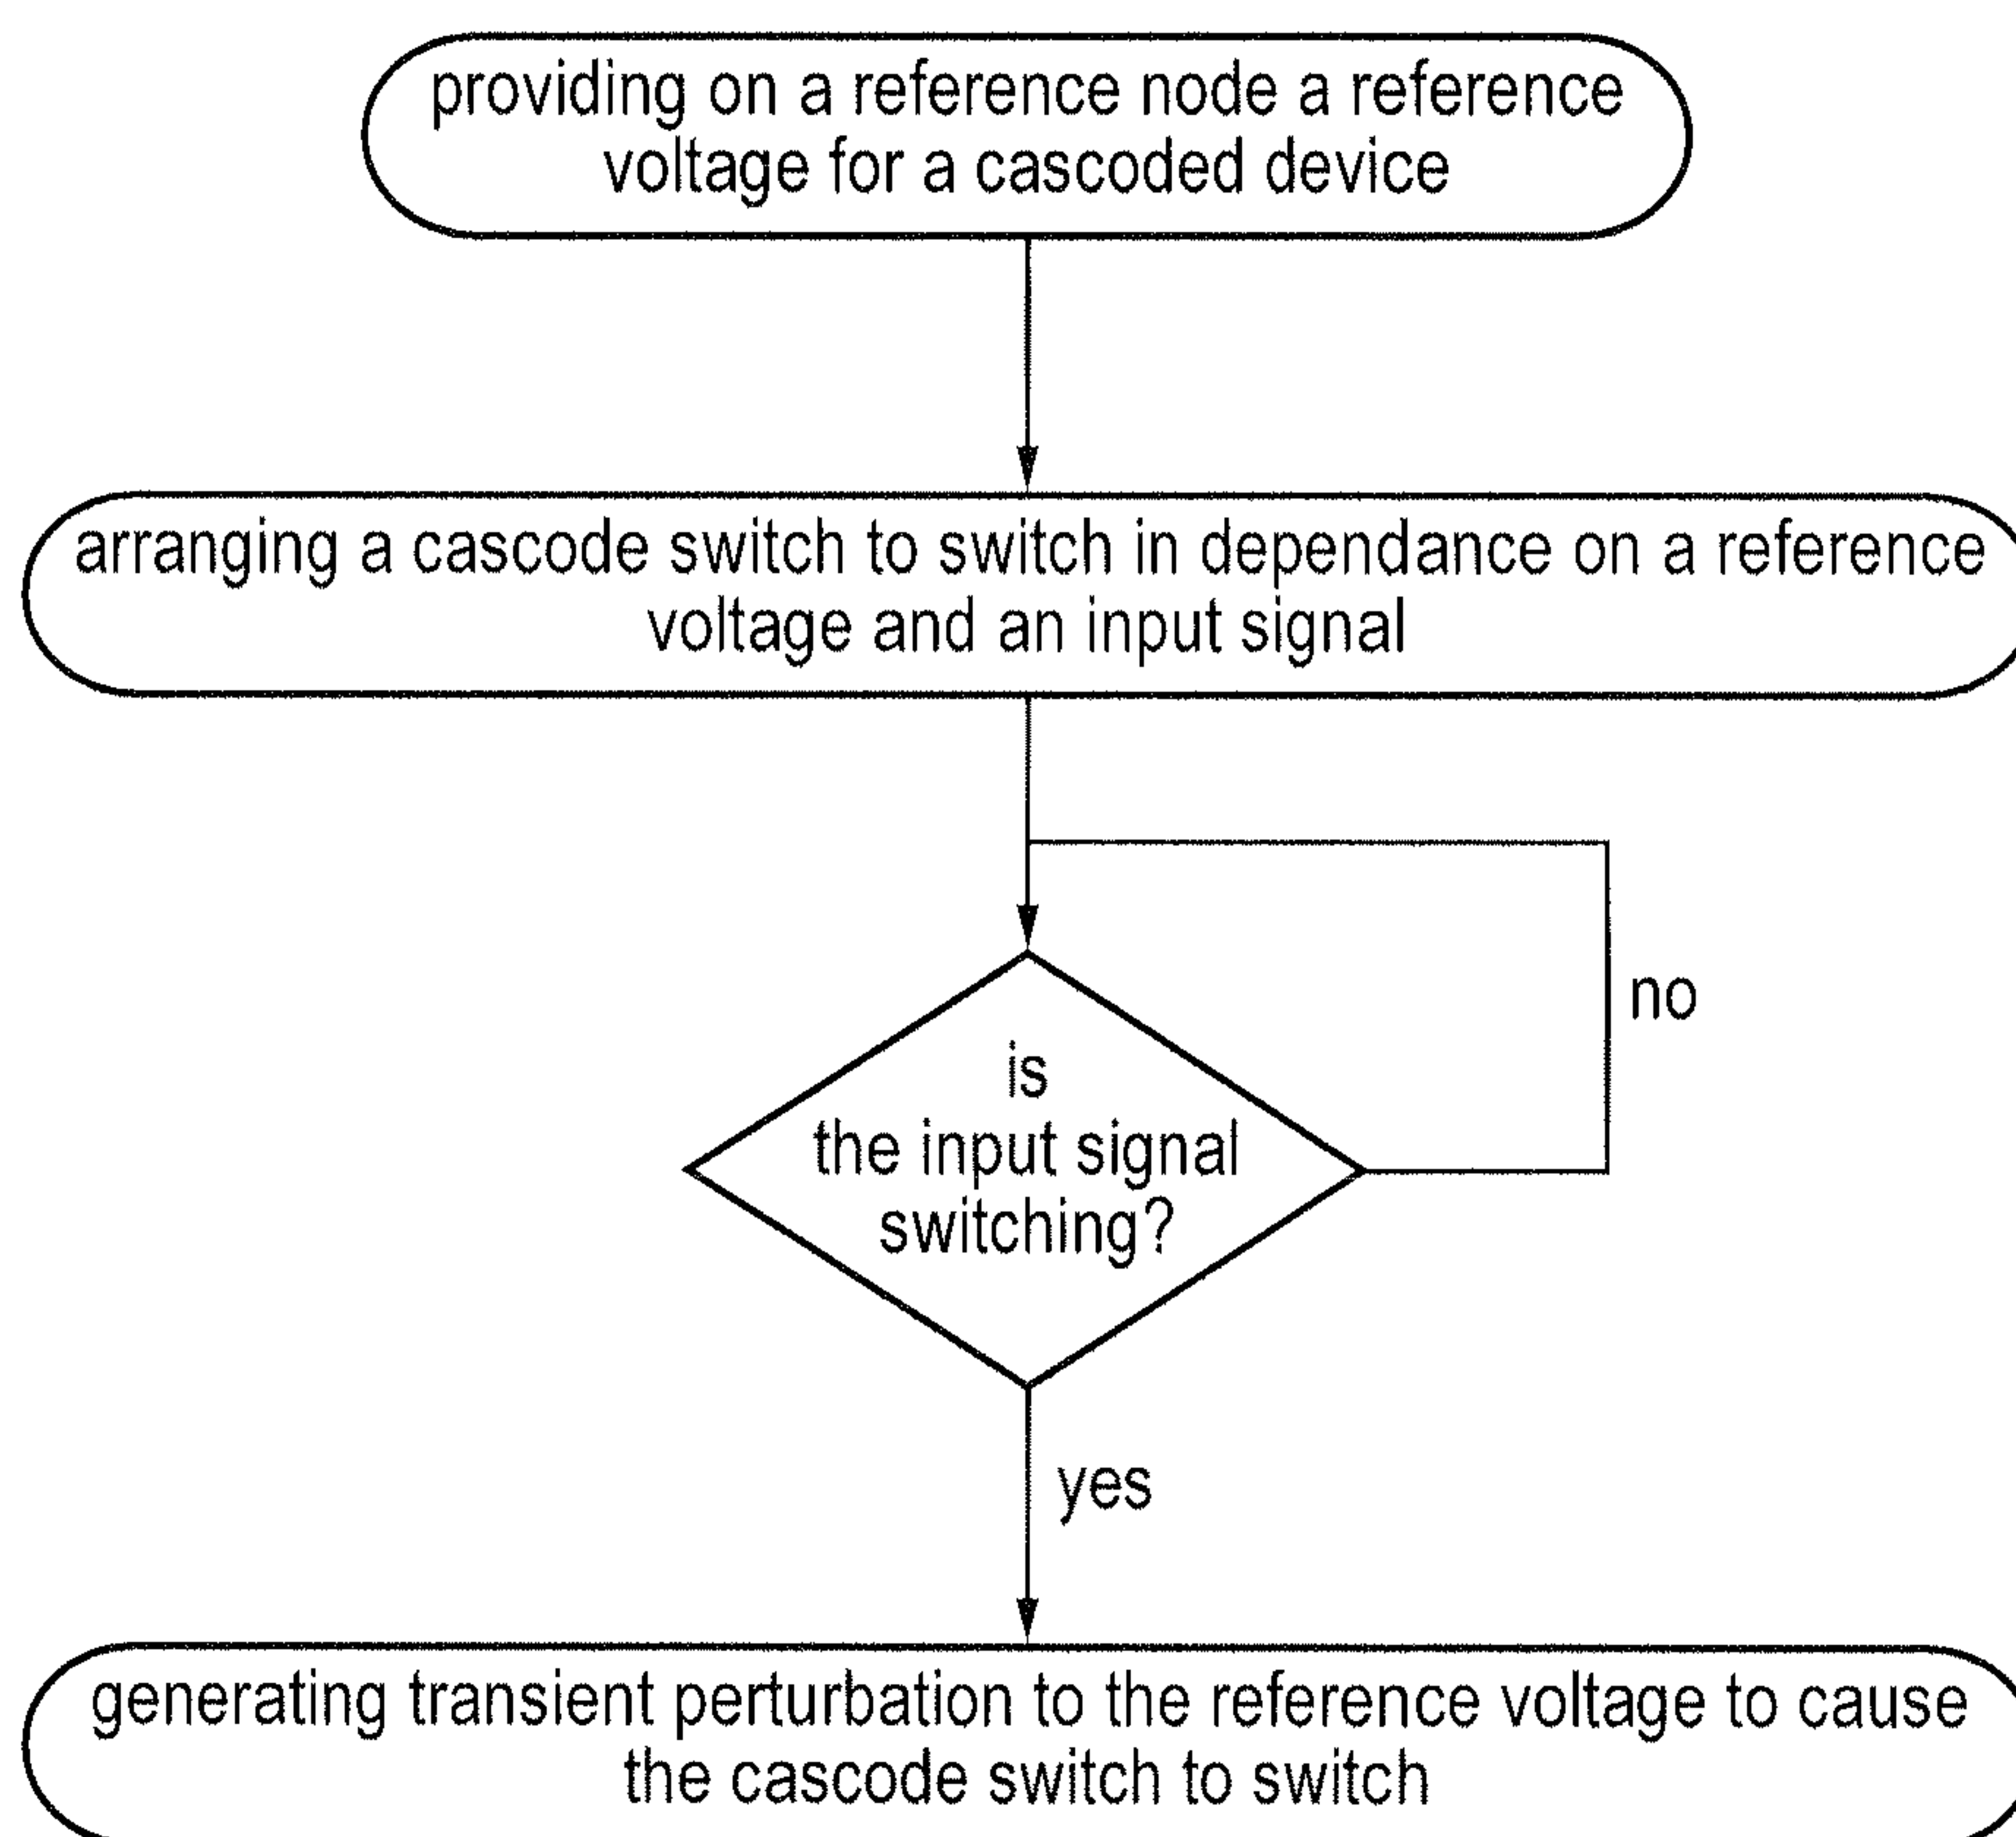 providing on a reference node a reference
voltage for a cascoded device
arranging a cascode switch to switch in dependance on a reference
voltage and an input signal
no
is
the input signal
switching?
yes
generating transient perturbation to the reference voltage to cause
the cascode switch to switch